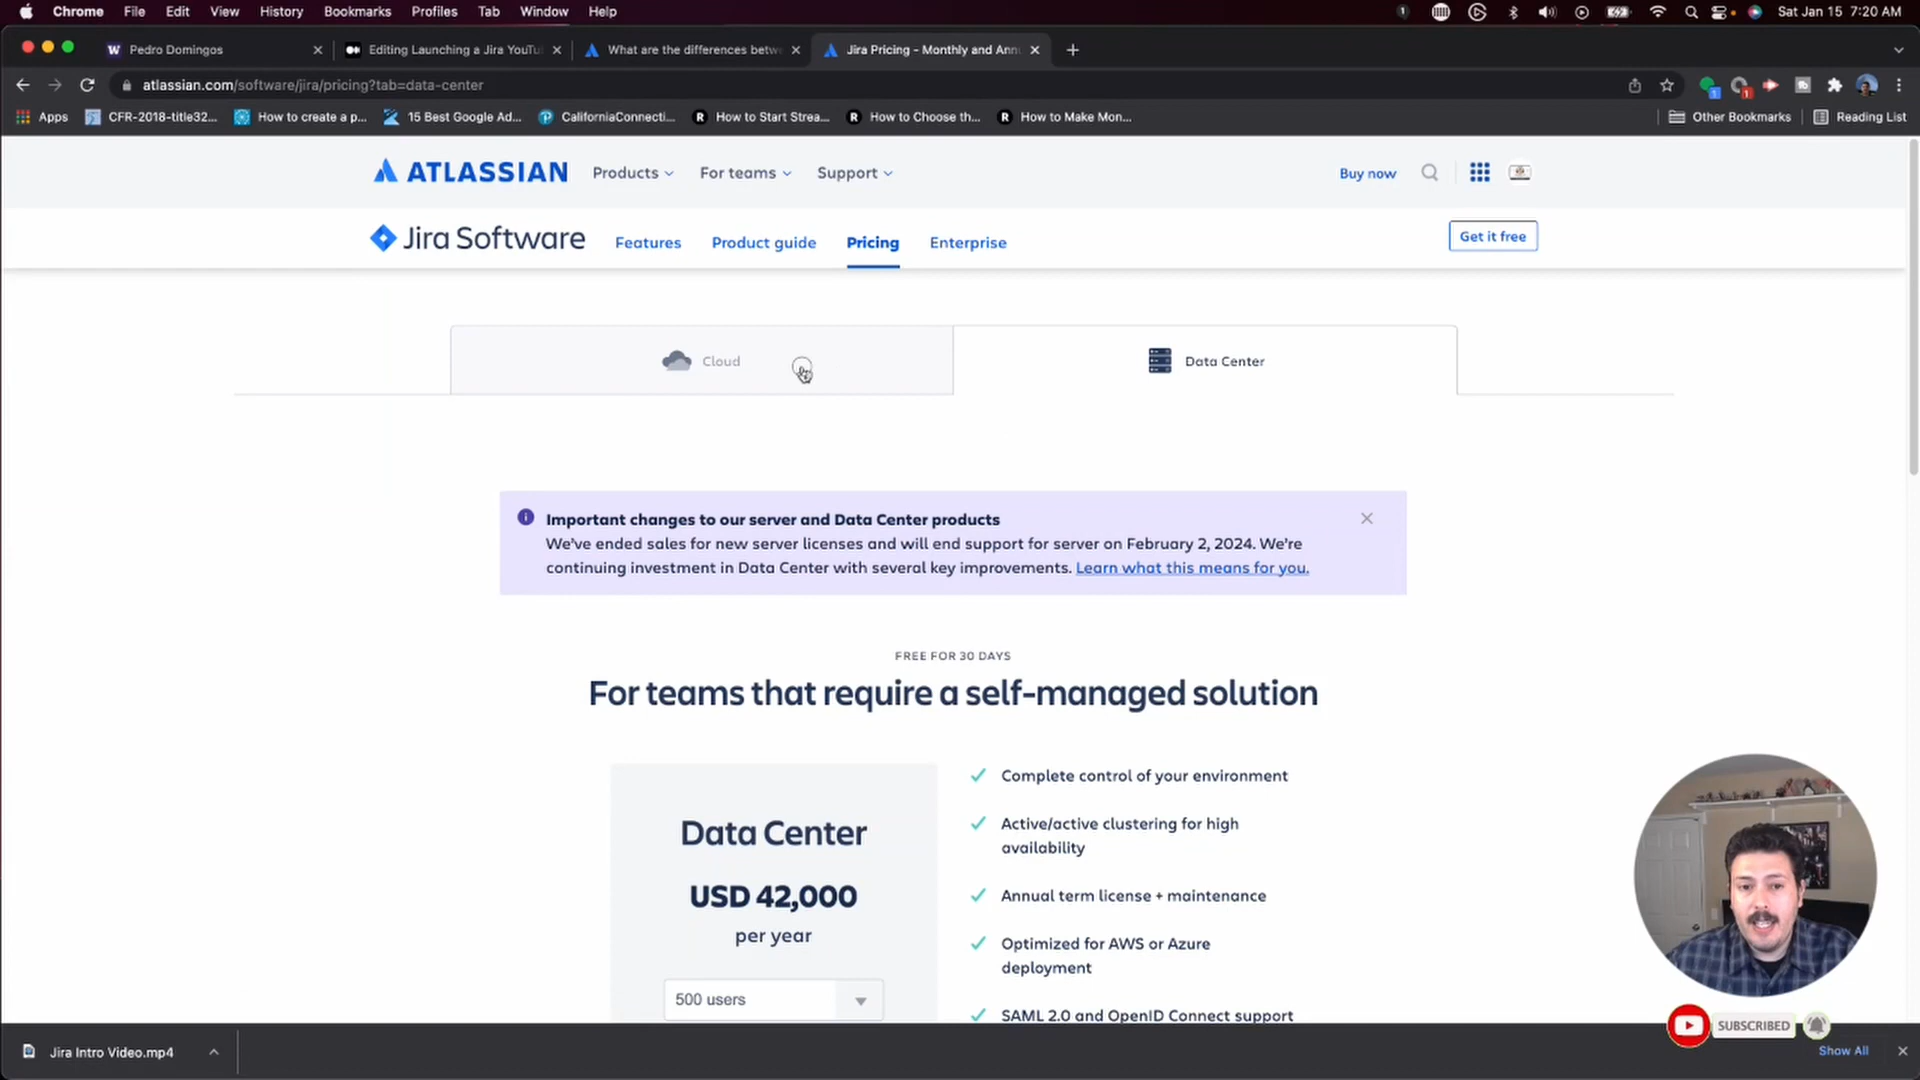 Chrome File Edit View History Bookmarks Profiles Tab Window Help
Sat Jan 15 7:20 AM
Pedro Domingos
Editing Launching a Jira YouTu
What are the differences betw
Jira Pricing - Monthly and Annu
atlassian.com/software/jira/pricing?tab=data-center
Apps CFR-2018-title32... How to create a p... 15 Best Google Ad... CaliforniaConnecti... How to Start Strea... How to Choose th... How to Make Mon... Other Bookmarks Reading List
ATLASSIAN Products For teams Support Buy now
Jira Software Features Product guide Pricing Enterprise Get it free
Cloud Data Center
Important changes to our server and Data Center products
We've ended sales for new server licenses and will end support for server on February 2, 2024. We're
continuing investment in Data Center with several key improvements. Learn what this means for you.
FREE FOR 30 DAYS
For teams that require a self-managed solution
Data Center
USD 42,000
per year
500 users
Complete control of your environment
Active/active clustering for high
availability
Annual term license + maintenance
Optimized for AWS or Azure
deployment
SAML 2.0 and OpenID Connect support
SUBSCRIBED
Jira Intro Video.mp4
Show All